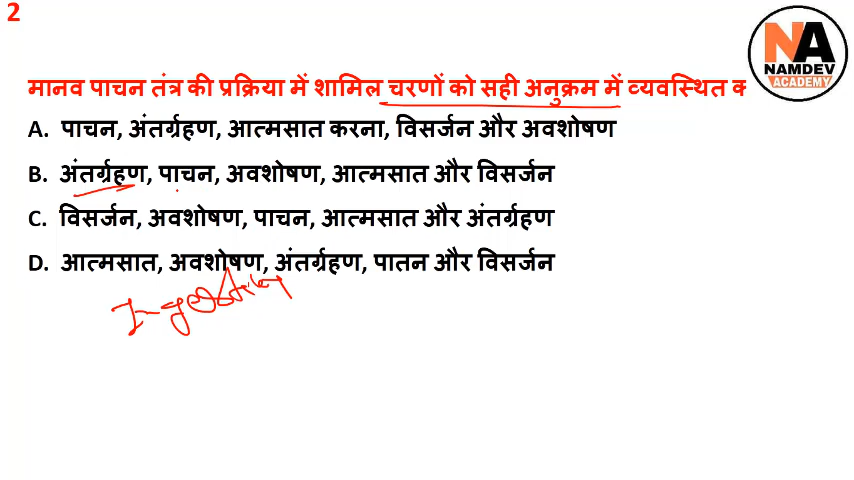 2
NA
NAMDEV
ACADEMY
मानव पाचन तंत्र की प्रक्रिया में शामिल चरणों को सही अनुक्रम में व्यवस्थित क
A. पाचन, अंतर्ग्रहण, आत्मसात करना, विसर्जन और अवशोषण
B. अंतर्ग्रहण, पाचन, अवशोषण, आत्मसात और विसर्जन
C. विसर्जन, अवशोषण, पाचन, आत्मसात और अंतर्ग्रहण
D. आत्मसात, अवशोषण, अंतर्ग्रहण, पातन और विसर्जन